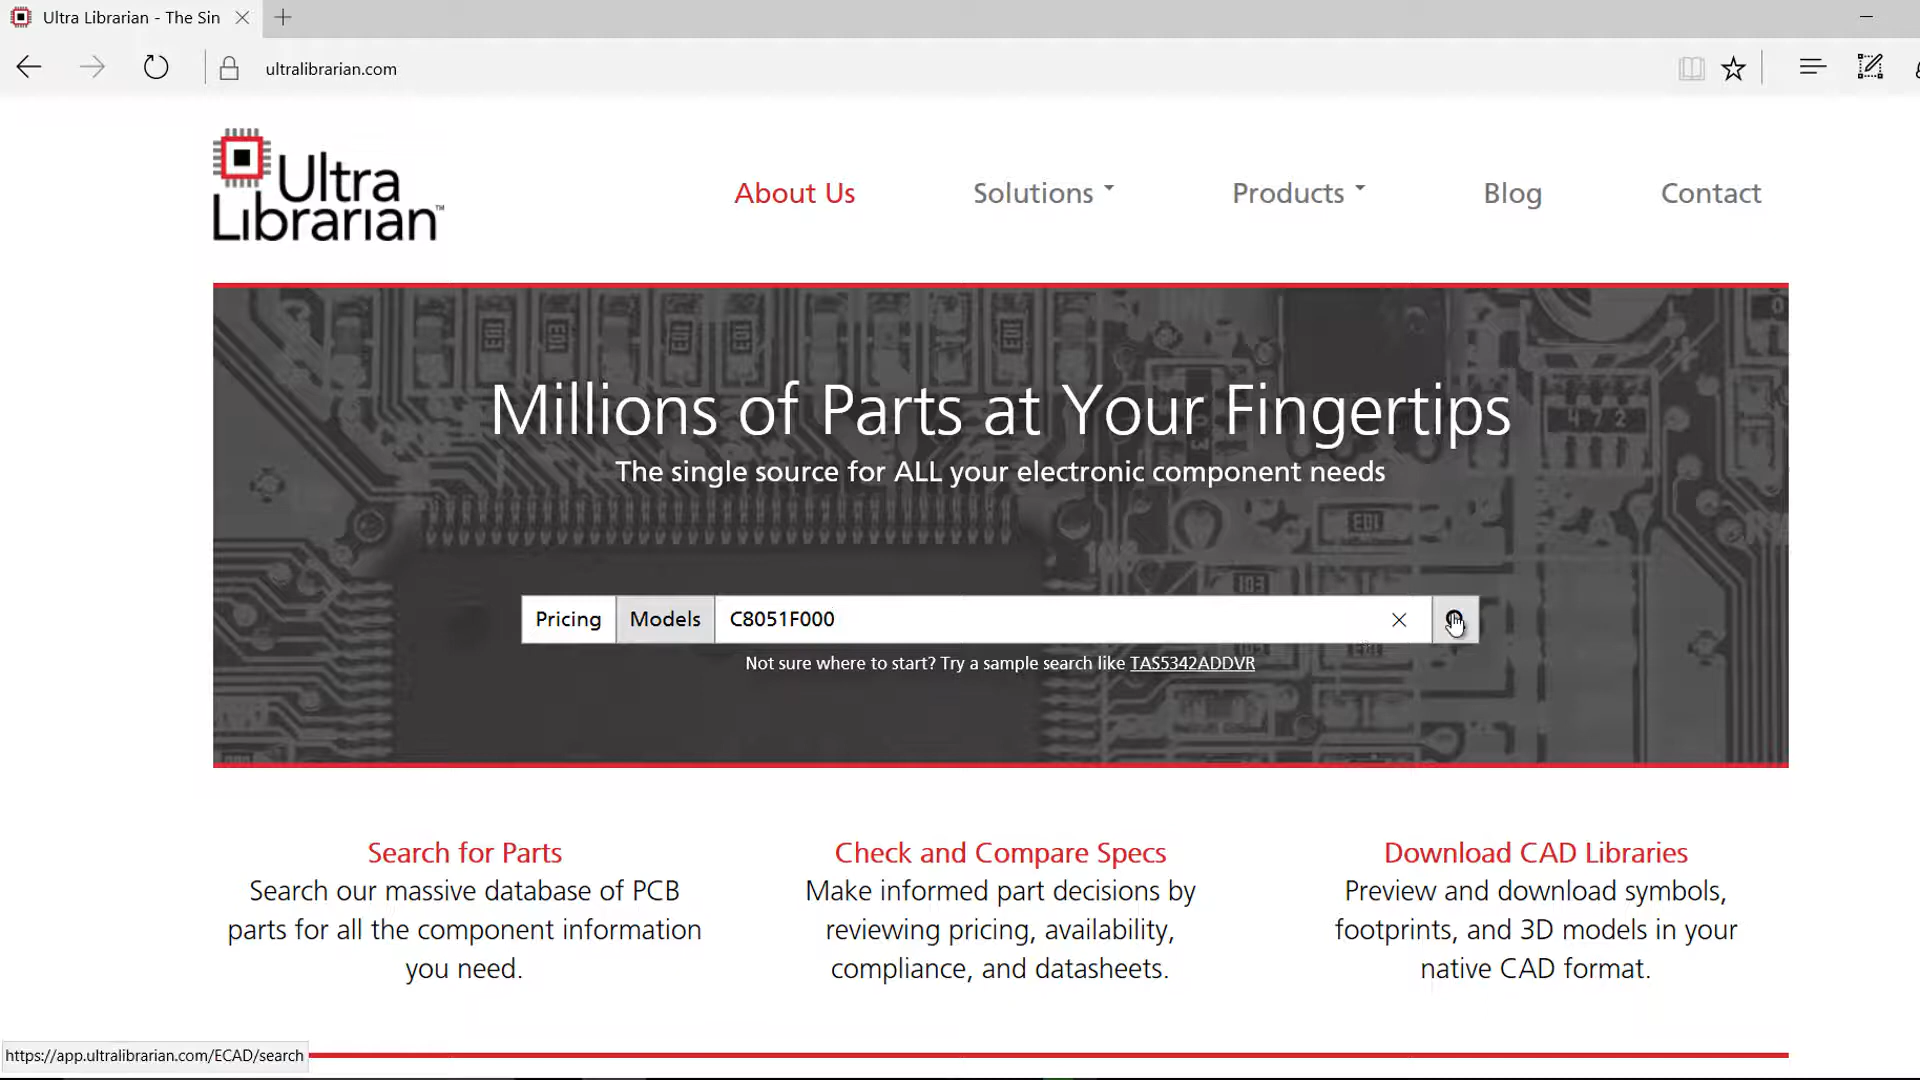 Ultra Librarian - The Sin
ultralibrarian.com
Ultra
Librarian™
About Us
Solutions
Products
Blog
Contact
Millions of Parts at Your Fingertips
The single source for ALL your electronic component needs
Pricing
Models
C8051F000
Not sure where to start? Try a sample search like TAS5342ADDVR
Search for Parts
Search our massive database of PCB
parts for all the component information
you need.
Check and Compare Specs
Make informed part decisions by
reviewing pricing, availability,
compliance, and datasheets.
Download CAD Libraries
Preview and download symbols,
footprints, and 3D models in your
native CAD format.
https://app.ultralibrarian.com/ECAD/search